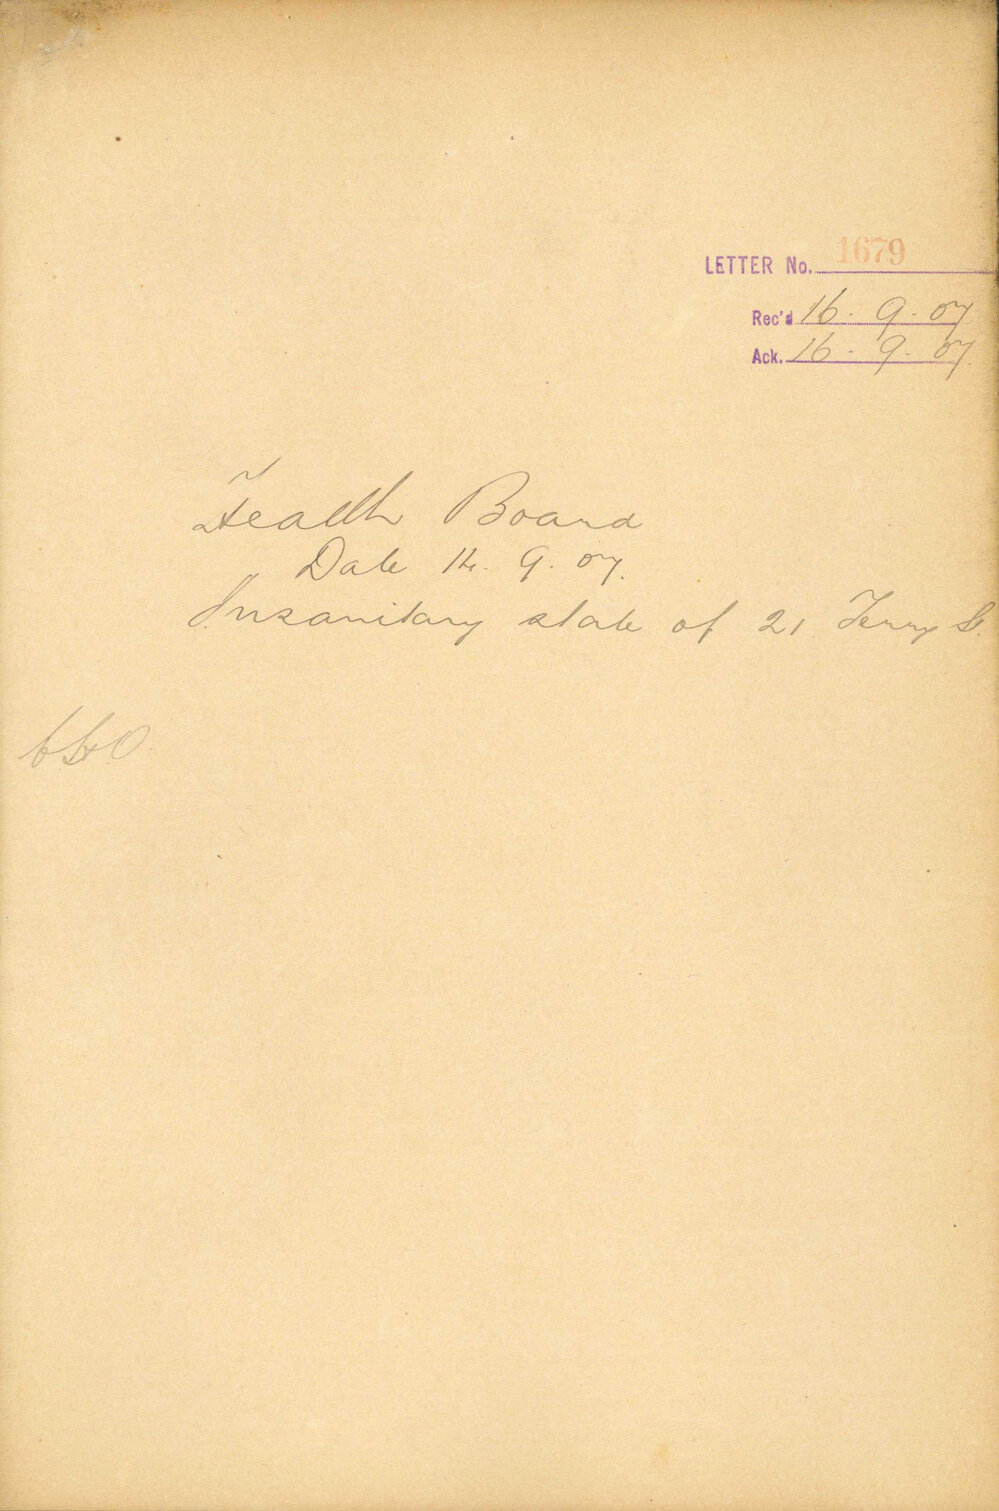 LETTER No. 1679
Rec'd 16. 9. 07
Ack. 16. 9. 07.
Health Board
Date 14. 9. 07.
Insanitary state of 21 Ferry St.